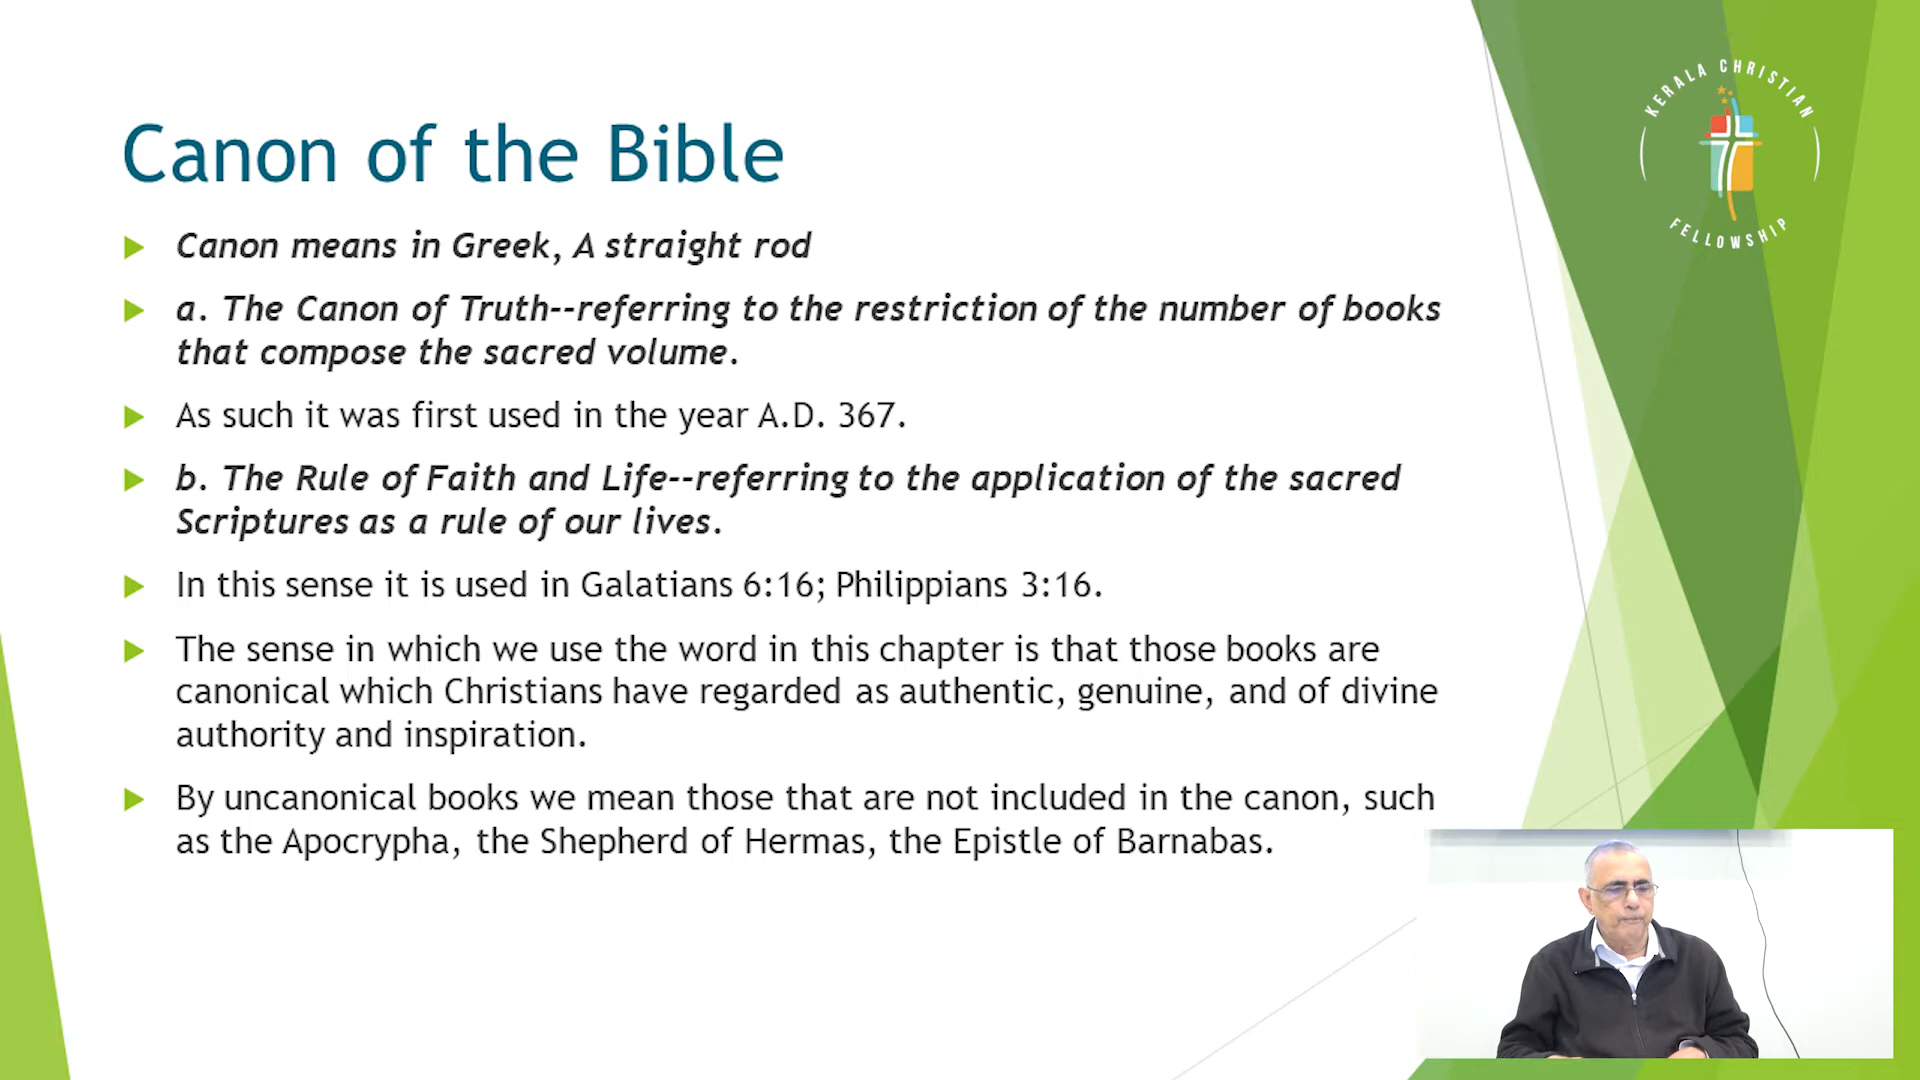 KERALA CHRISTIAN
FELLOWSHIP
Canon of the Bible
Canon means in Greek, A straight rod
a. The Canon of Truth--referring to the restriction of the number of books
that compose the sacred volume.
As such it was first used in the year A.D. 367.
b. The Rule of Faith and Life--referring to the application of the sacred
Scriptures as a rule of our lives.
In this sense it is used in Galatians 6:16; Philippians 3:16.
The sense in which we use the word in this chapter is that those books are
canonical which Christians have regarded as authentic, genuine, and of divine
authority and inspiration.
By uncanonical books we mean those that are not included in the canon, such
as the Apocrypha, the Shepherd of Hermas, the Epistle of Barnabas.